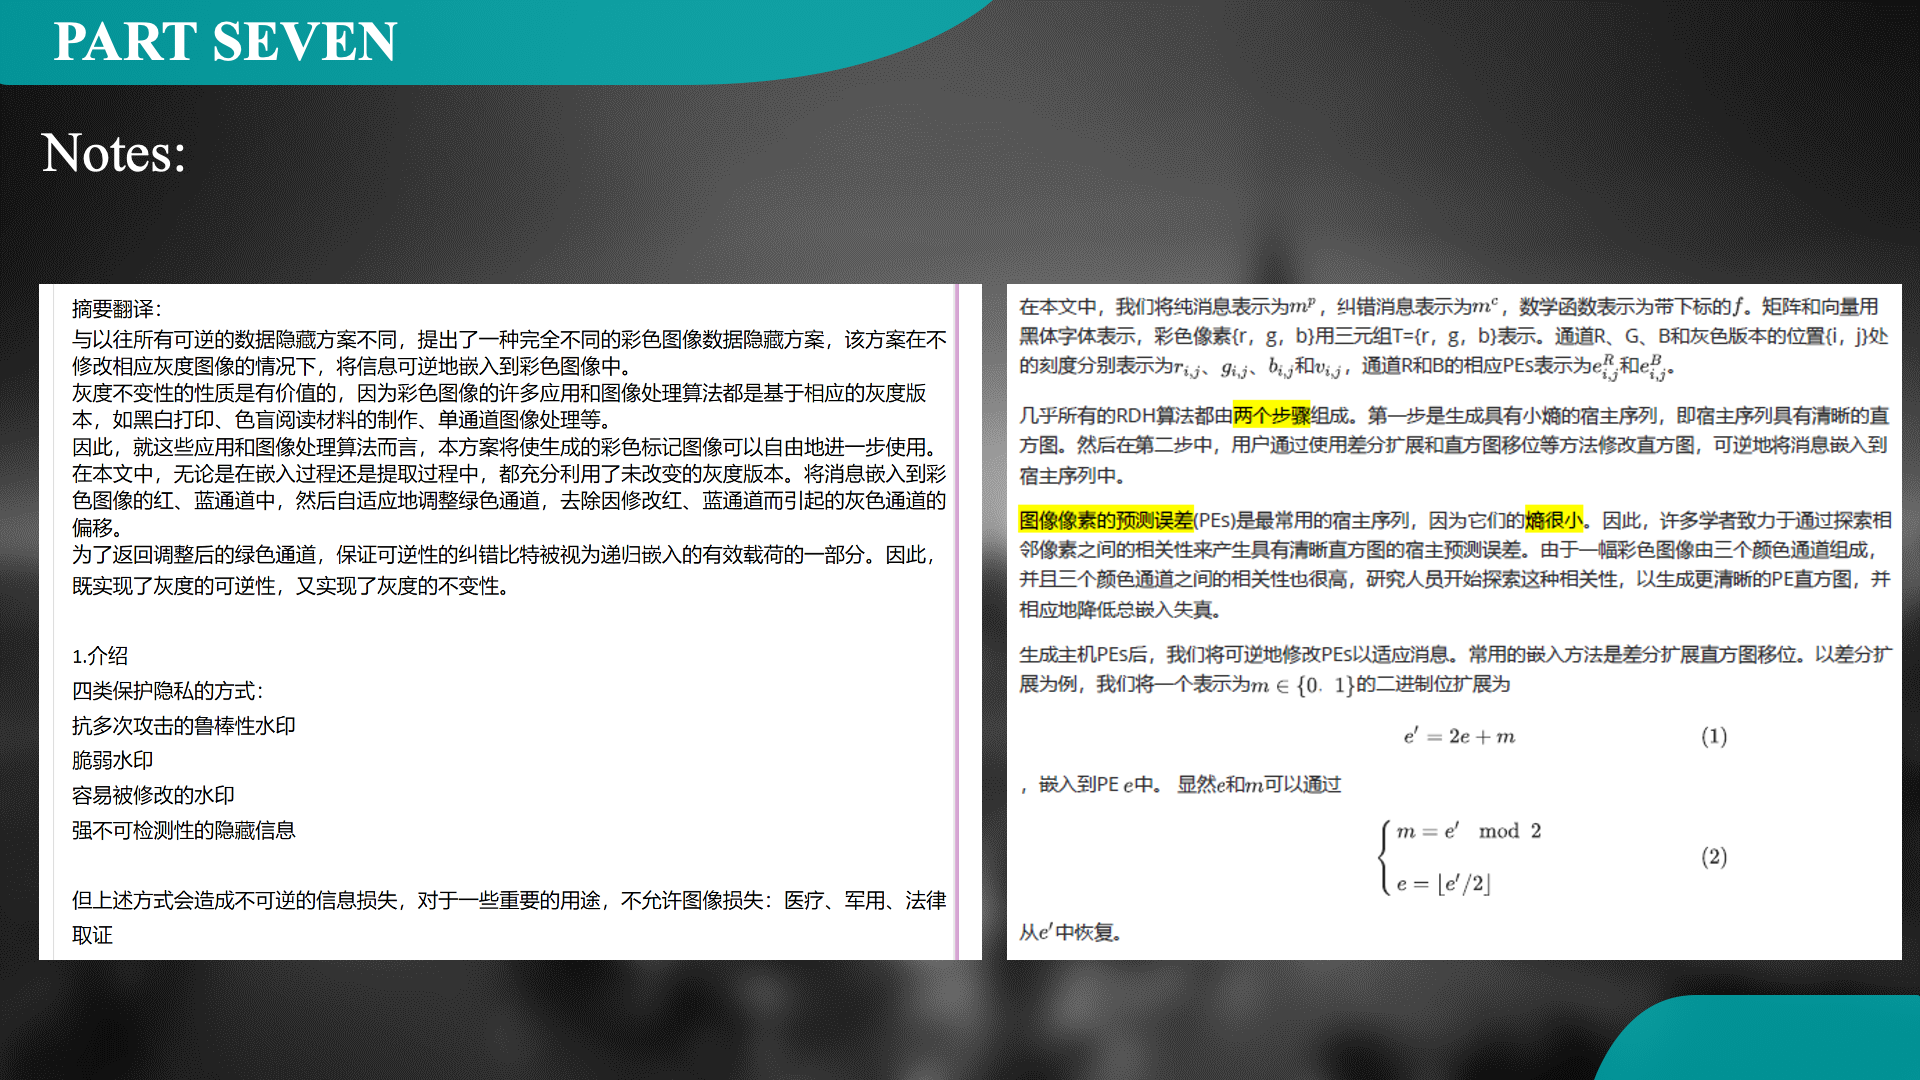 PART SEVEN
Notes:
摘要翻译：
与以往所有可逆的数据隐藏方案不同，提出了一种完全不同的彩色图像数据隐藏方案，该方案在不
修改相应灰度图像的情况下，将信息可逆地嵌入到彩色图像中。
灰度不变性的性质是有价值的，因为彩色图像的许多应用和图像处理算法都是基于相应的灰度版
本，如黑白打印、色盲阅读材料的制作、单通道图像处理等。
因此，就这些应用和图像处理算法而言，本方案将使生成的彩色标记图像可以自由地进一步使用。
在本文中，无论是在嵌入过程还是提取过程中，都充分利用了未改变的灰度版本。将消息嵌入到彩
色图像的红、蓝通道中，然后自适应地调整绿色通道，去除因修改红、蓝通道而引起的灰色通道的
偏移。
为了返回调整后的绿色通道，保证可逆性的纠错比特被视为递归嵌入的有效载荷的一部分。因此，
既实现了灰度的可逆性，又实现了灰度的不变性。
1.介绍
四类保护隐私的方式：
抗多次攻击的鲁棒性水印
脆弱水印
容易被修改的水印
强不可检测性的隐藏信息
但上述方式会造成不可逆的信息损失，对于一些重要的用途，不允许图像损失：医疗、军用、法律
取证
在本文中，我们将纯消息表示为m^p，纠错消息表示为m^c，数学函数表示为带下标的f。矩阵和向量用
黑体字体表示，彩色像素{r，g，b}用三元组T={r，g，b}表示。通道R、G、B和灰色版本的位置{i，j}处
的刻度分别表示为r_{i,j}、g_{i,j}、b_{i,j}和v_{i,j}，通道R和B的相应PEs表示为e^R_{i,j}和e^B_{i,j}。
几乎所有的RDH算法都由两个步骤组成。第一步是生成具有小熵的宿主序列，即宿主序列具有清晰的直
方图。然后在第二步中，用户通过使用差分扩展和直方图移位等方法修改直方图，可逆地将消息嵌入到
宿主序列中。
图像像素的预测误差(PEs)是最常用的宿主序列，因为它们的熵很小。因此，许多学者致力于通过探索相
邻像素之间的相关性来产生具有清晰直方图的宿主预测误差。由于一幅彩色图像由三个颜色通道组成，
并且三个颜色通道之间的相关性也很高，研究人员开始探索这种相关性，以生成更清晰的PE直方图，并
相应地降低总嵌入失真。
生成主机PEs后，我们将可逆地修改PEs以适应消息。常用的嵌入方法是差分扩展直方图移位。以差分扩
展为例，我们将一个表示为m ∈ {0. 1}的二进制位扩展为
e′ = 2e + m (1)
，嵌入到PE e中。 显然e和m可以通过
m = e′ mod 2
(2)
e = ⌊e′/2⌋
从e′中恢复。